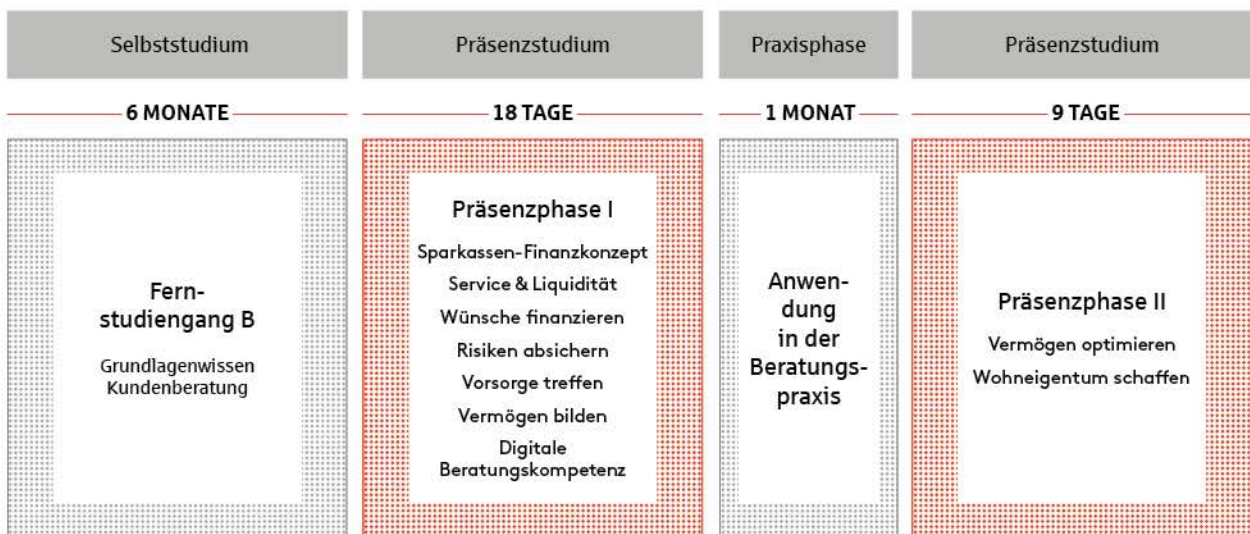 Selbststudium
Präsenzstudium
Praxisphase
Präsenzstudium
6 MONATE
18 TAGE
1 MONAT
9 TAGE
Fern-
studiengang B
Grundlagenwissen
Kundenberatung
Präsenzphase I
Sparkassen-Finanzkonzept
Service & Liquidität
Wünsche finanzieren
Risiken absichern
Vorsorge treffen
Vermögen bilden
Digitale
Beratungskompetenz
Anwen-
dung
in der
Beratungs-
praxis
Präsenzphase II
Vermögen optimieren
Wohneigentum schaffen